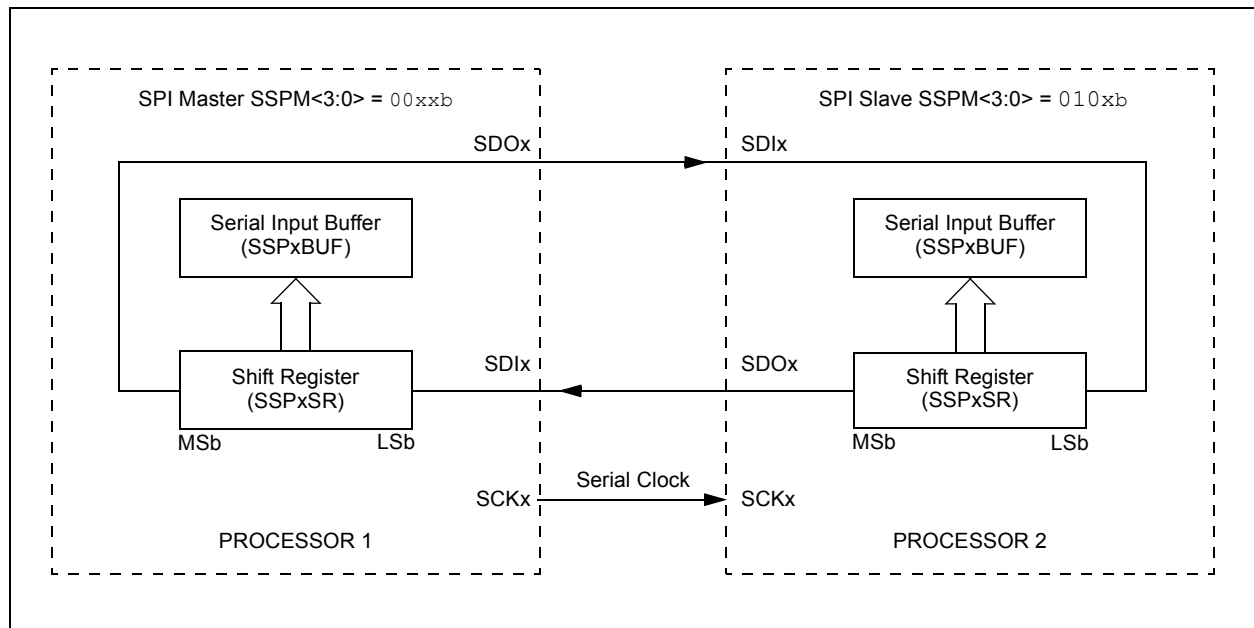 SPI Master SSPM<3:0> = 00xxb
SPI Slave SSPM<3:0> = 010xb
SDOx
SDIx
Serial Input Buffer
(SSPxBUF)
Serial Input Buffer
(SSPxBUF)
SDIx
SDOx
Shift Register
(SSPxSR)
Shift Register
(SSPxSR)
MSb
LSb
MSb
LSb
Serial Clock
SCKx
SCKx
PROCESSOR 1
PROCESSOR 2